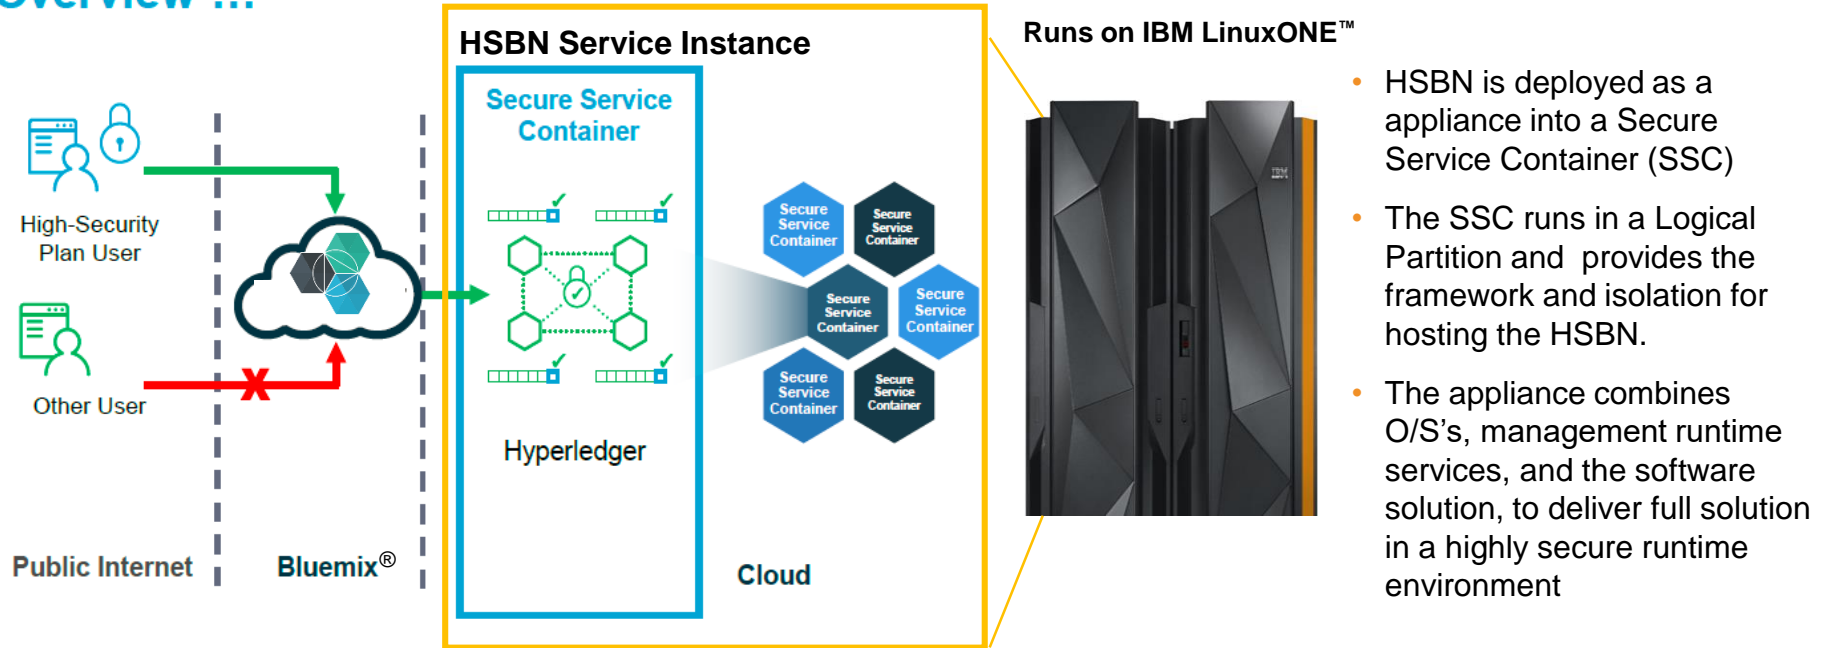 Overview ...
HSBN Service Instance
Runs on IBM LinuxONE™
Secure Service
Container
High-Security
Plan User
Other User
Hyperledger
Secure
Service
Container
Secure
Service
Container
Secure
Service
Container
Secure
Service
Container
Secure
Service
Container
Secure
Service
Container
Public Internet
Bluemix®
Cloud
IBM
• HSBN is deployed as a
appliance into a Secure
Service Container (SSC)
• The SSC runs in a Logical
Partition and  provides the
framework and isolation for
hosting the HSBN.
• The appliance combines
O/S’s, management runtime
services, and the software
solution, to deliver full solution
in a highly secure runtime
environment